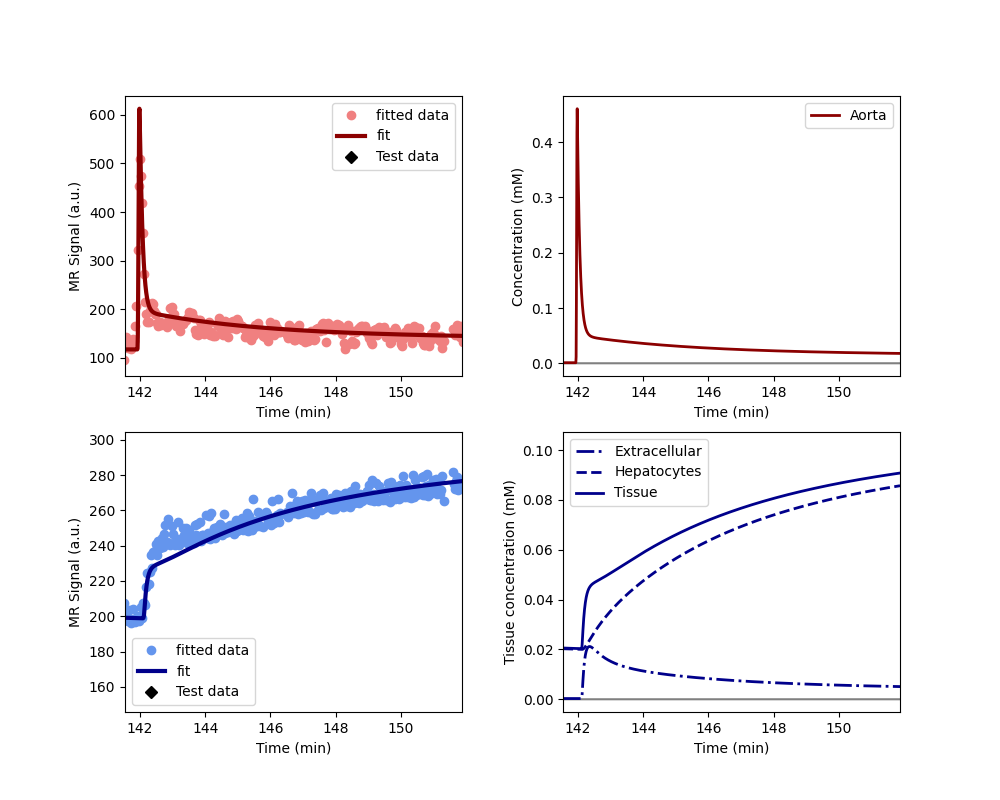 600
500
400
300
200
100
MR Signal (a.u.)
fitted data
fit
Test data
142 144 146 148 150
Time (min)
0.4
0.3
0.2
0.1
0.0
Concentration (mM)
Aorta
142 144 146 148 150
Time (min)
300
280
260
240
220
200
180
160
MR Signal (a.u.)
fitted data
fit
Test data
142 144 146 148 150
Time (min)
0.10
0.08
0.06
0.04
0.02
0.00
Tissue concentration (mM)
Extracellular
Hepatocytes
Tissue
142 144 146 148 150
Time (min)